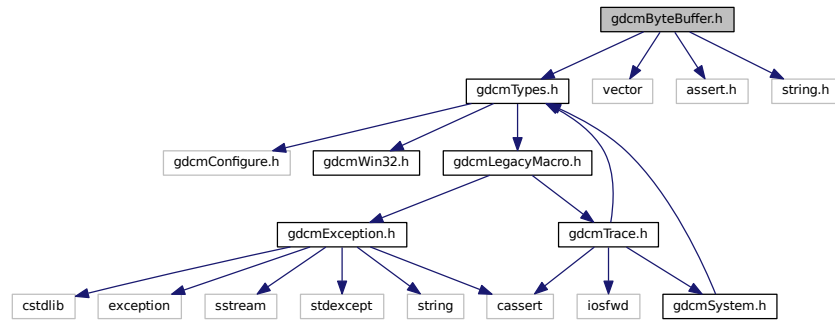 gdcmByteBuffer.h
gdcmTypes.h
vector
assert.h
string.h
gdcmConfigure.h
gdcmWin32.h
gdcmLegacyMacro.h
gdcmException.h
gdcmTrace.h
cstdlib
exception
sstream
stdexcept
string
cassert
iosfwd
gdcmSystem.h